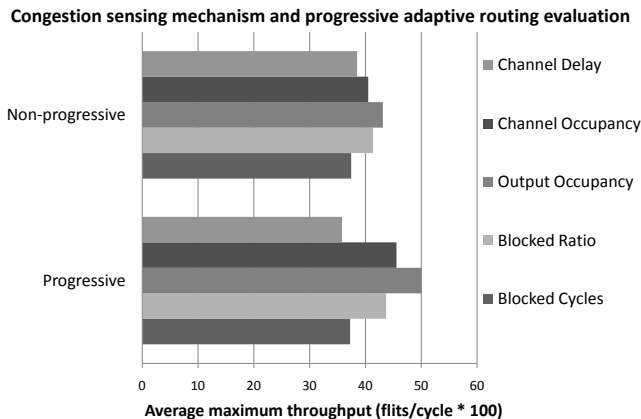 Congestion sensing mechanism and progressive adaptive routing evaluation
Non-progressive
Progressive
Channel Delay
Channel Occupancy
Output Occupancy
Blocked Ratio
Blocked Cycles
0 10 20 30 40 50 60
Average maximum throughput (flits/cycle * 100)